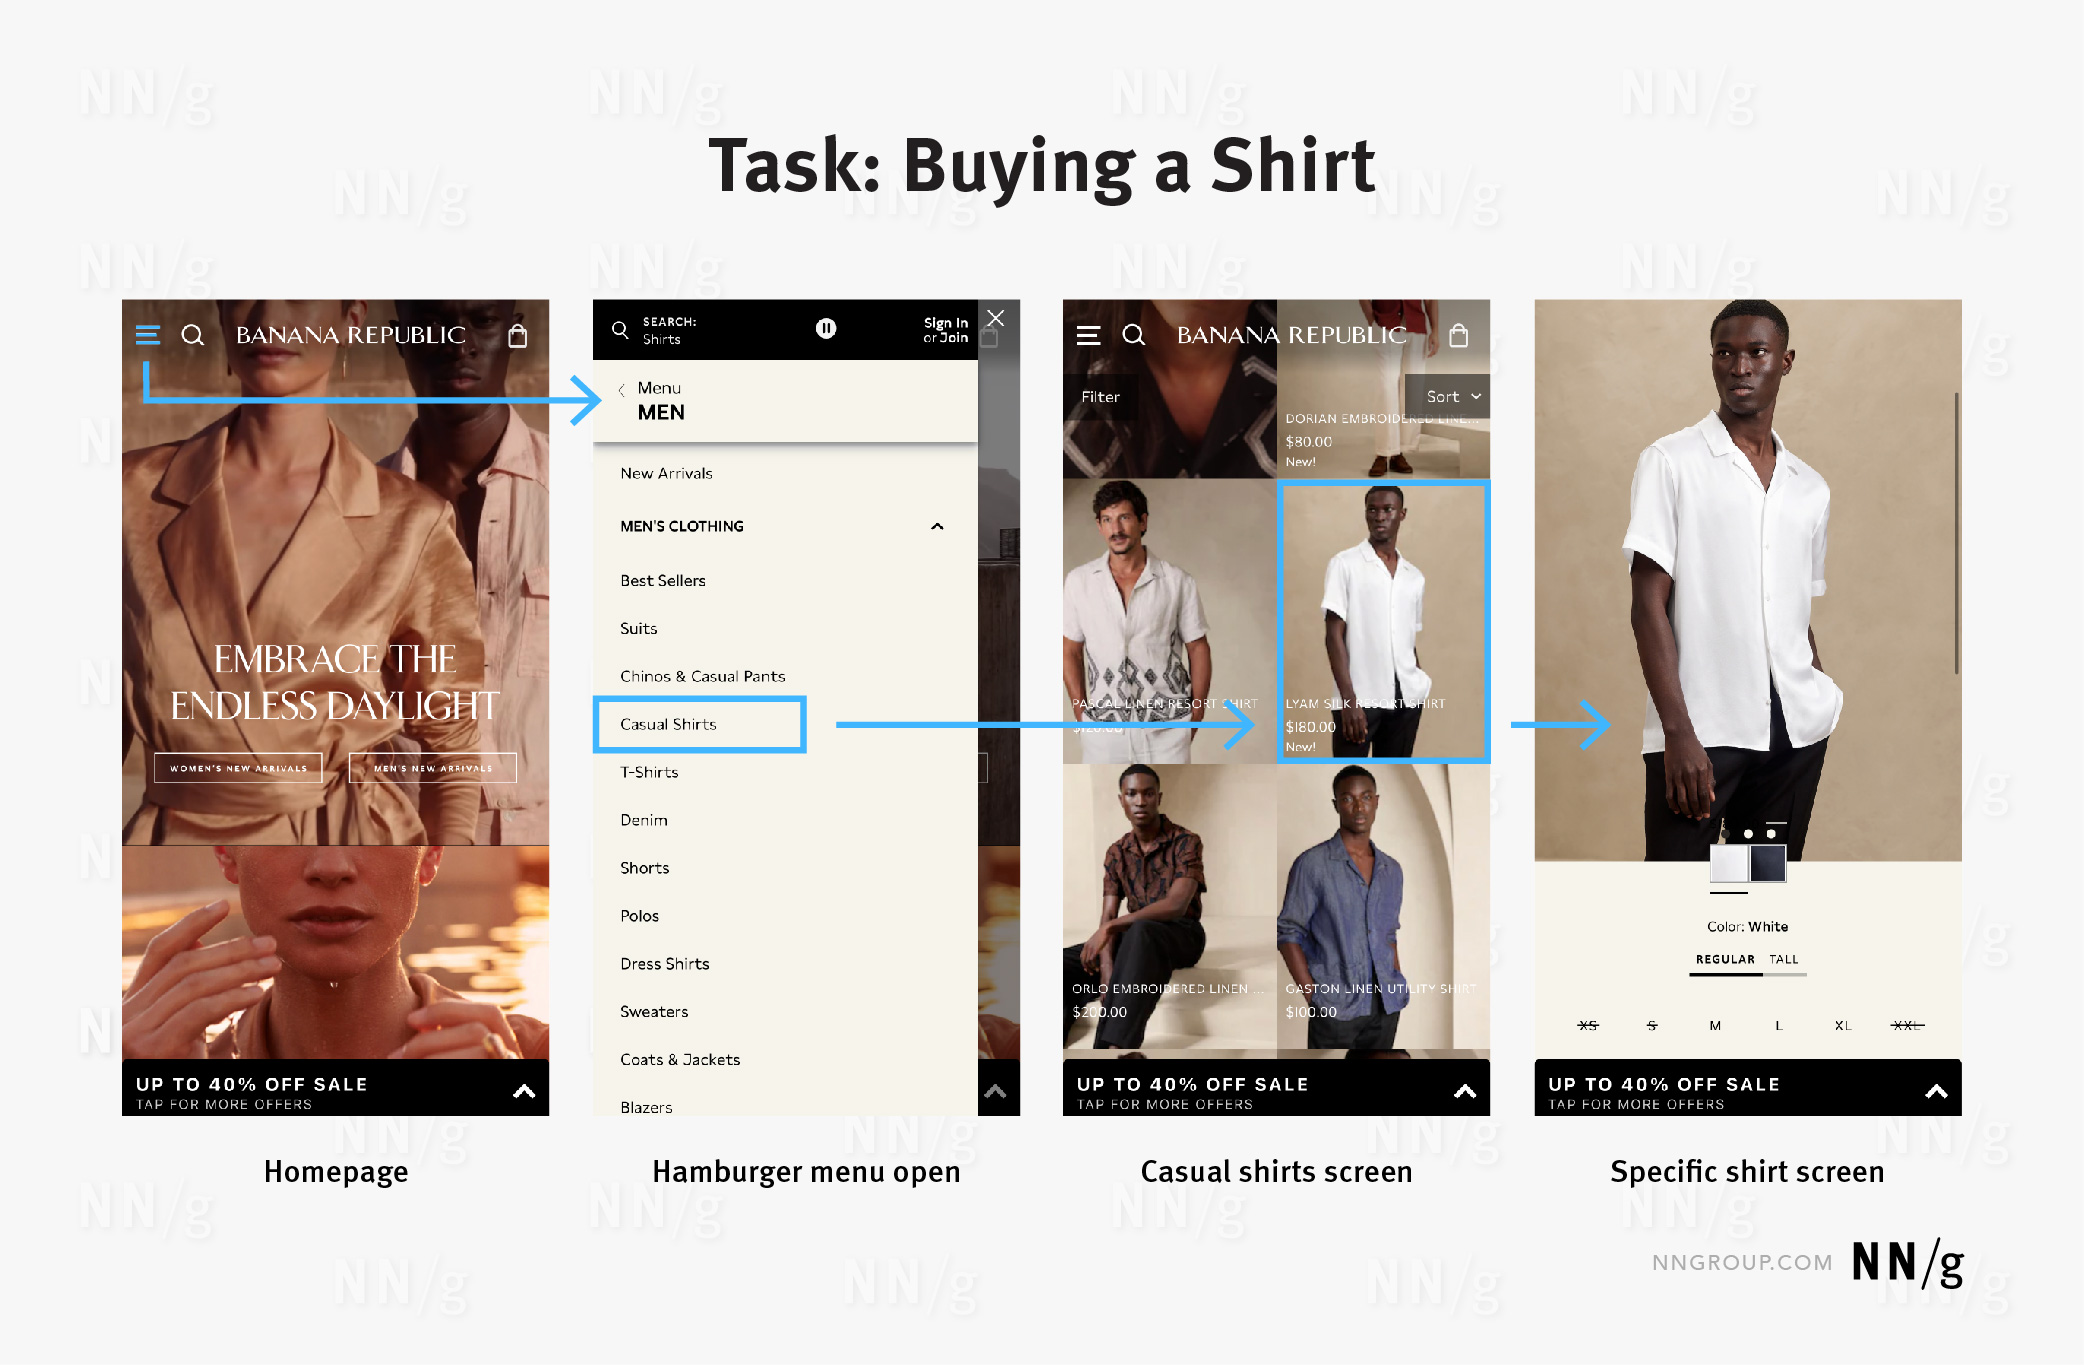 Task: Buying a Shirt
BANANA REPUBLIC
EMBRACE THE
ENDLESS DAYLIGHT
WOMEN'S NEW ARRIVALS
MEN'S NEW ARRIVALS
UP TO 40% OFF SALE
TAP FOR MORE OFFERS
Homepage
SEARCH:
Shirts
Sign In
or Join
Menu
MEN
New Arrivals
MEN'S CLOTHING
Best Sellers
Suits
Chinos & Casual Pants
Casual Shirts
T-Shirts
Denim
Shorts
Polos
Dress Shirts
Sweaters
Coats & Jackets
Blazers
Hamburger menu open
BANANA REPUBLIC
Filter
Sort
DORIAN EMBROIDERED LINE...
$80.00
New!
PASCAL LINEN RESORT SHIRT
$120.00
LYAM SILK RESORT SHIRT
$180.00
New!
ORLO EMBROIDERED LINEN ...
$200.00
GASTON LINEN UTILITY SHIRT
$100.00
UP TO 40% OFF SALE
TAP FOR MORE OFFERS
Casual shirts screen
Color: White
REGULAR TALL
XS S M L XL XXL
UP TO 40% OFF SALE
TAP FOR MORE OFFERS
Specific shirt screen
NNGROUP.COM NN/g